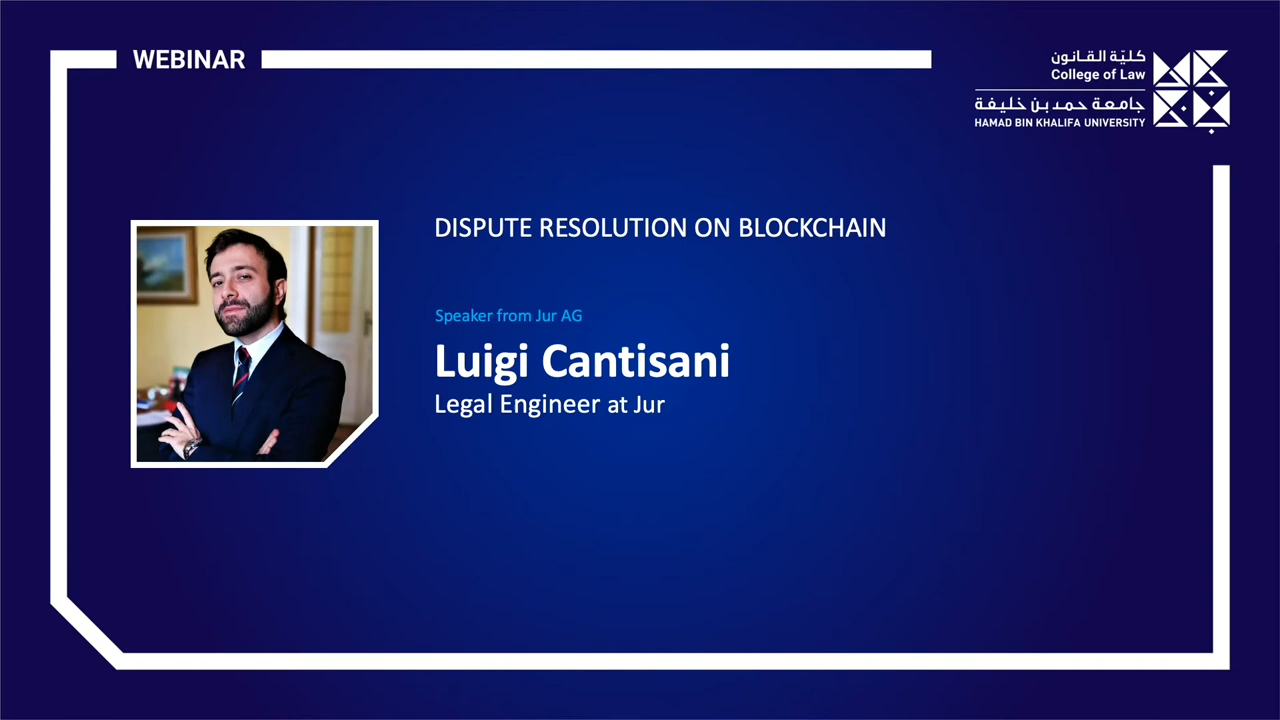 WEBINAR
كليّة القانون
College of Law
جامعة حمد بن خليفة
HAMAD BIN KHALIFA UNIVERSITY
DISPUTE RESOLUTION ON BLOCKCHAIN
Speaker from Jur AG
Luigi Cantisani
Legal Engineer at Jur